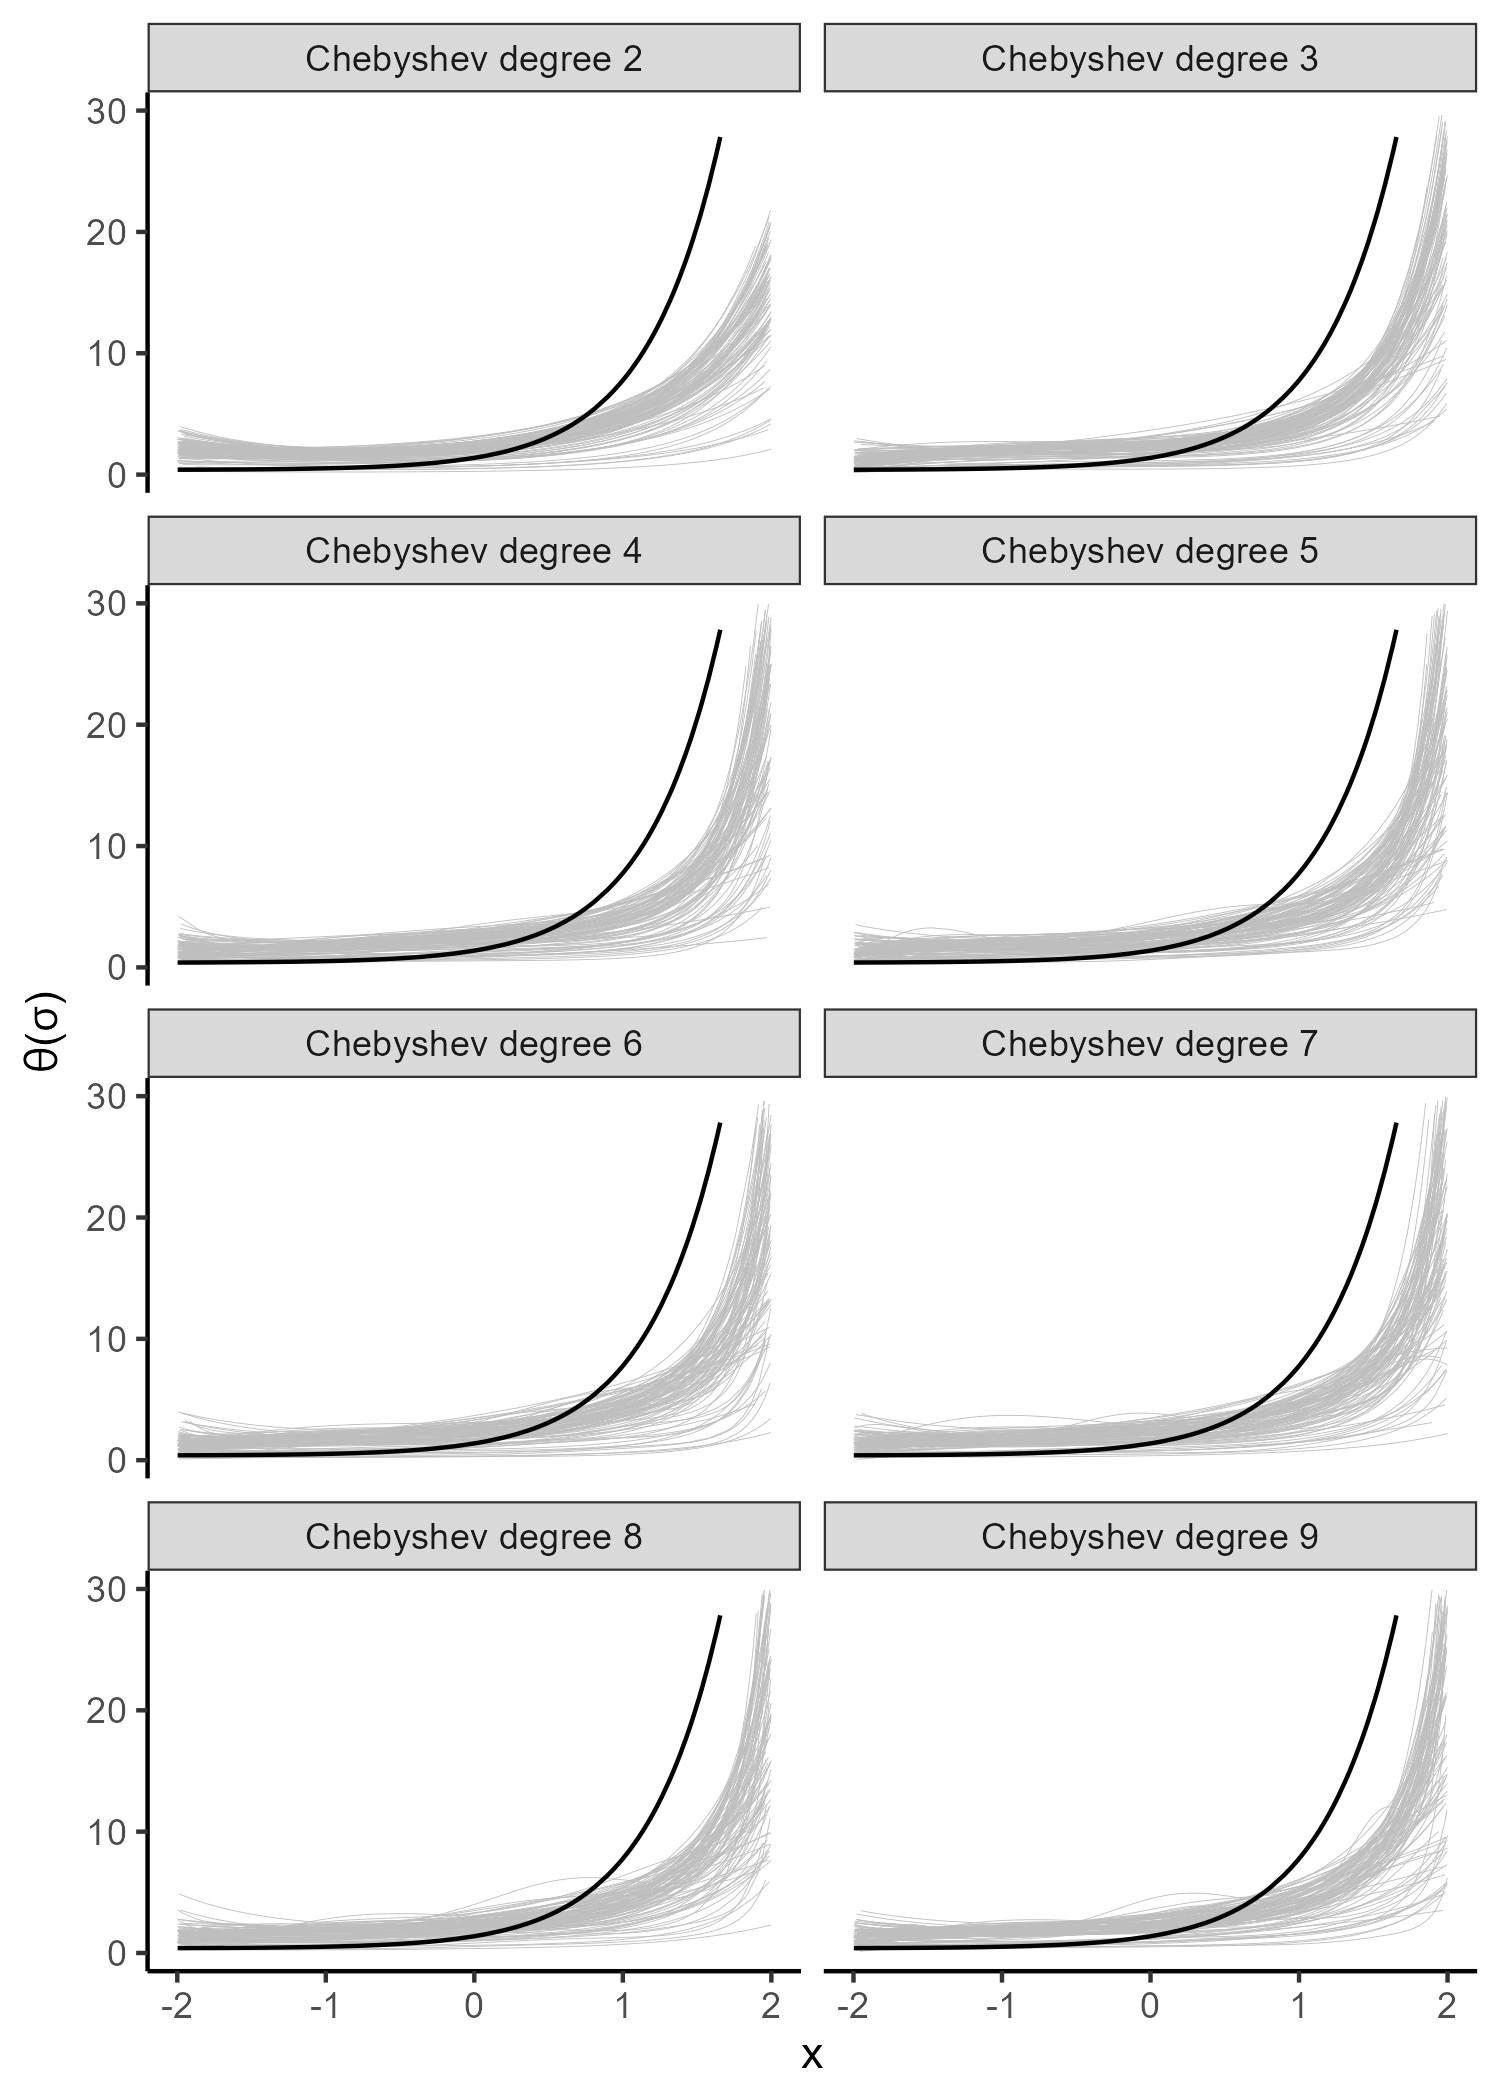 Chebyshev degree 2
Chebyshev degree 3
30
20
10
0
Chebyshev degree 4
Chebyshev degree 5
30
20
10
0
θ(σ)
Chebyshev degree 6
Chebyshev degree 7
30
20
10
0
Chebyshev degree 8
Chebyshev degree 9
30
20
10
0
-2 -1 0 1 2
-2 -1 0 1 2
x